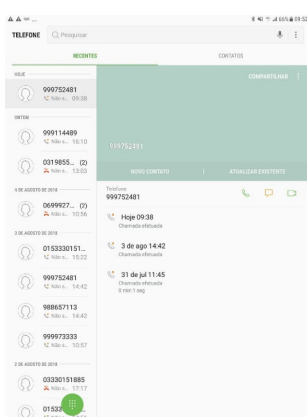 66% 09:52
TELEFONE
Pesquisar
RECENTES
CONTATOS
HOJE
999752481
Não s... 09:38
ONTEM
999114489
Não s... 16:10
0319855... (2)
Não s... 13:03
4 DE AGOSTO DE 2018
0699927... (2)
Não s... 10:56
3 DE AGOSTO DE 2018
0153330151...
Não s... 15:22
999752481
Não s... 14:42
988657113
Não s... 14:42
999973333
Não s... 10:57
2 DE AGOSTO DE 2018
03330151885
Não s... 17:17
COMPARTILHAR
999752481
NOVO CONTATO
ATUALIZAR EXISTENTE
Telefone
999752481
Hoje 09:38
Chamada efetuada
3 de ago 14:42
Chamada efetuada
31 de jul 11:45
Chamada efetuada
0 min 1 seg